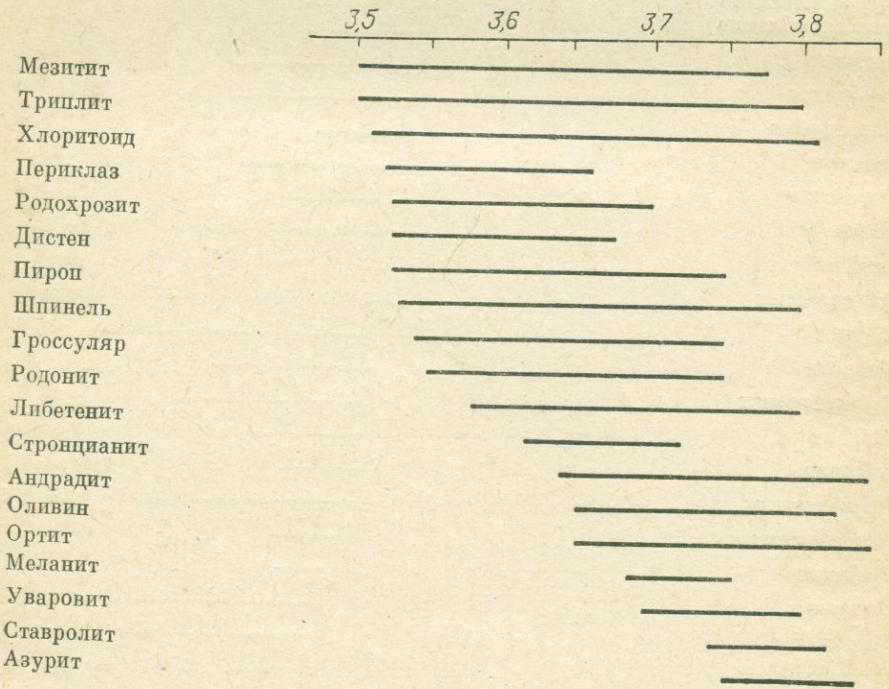 3,5 3,6 3,7 3,8
Мезитит
Триплит
Хлоритоид
Периклаз
Родохрозит
Дистен
Пироп
Шпинель
Гроссуляр
Родонит
Либетенит
Стронцианит
Андрадит
Оливин
Ортит
Меланит
Уваровит
Ставролит
Азурит